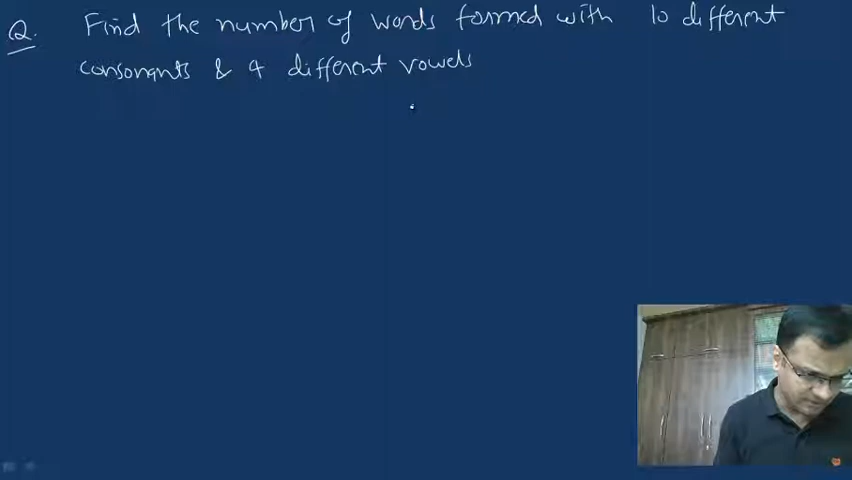 Q. Find the number of words formed with 10 different
consonants & 4 different vowels